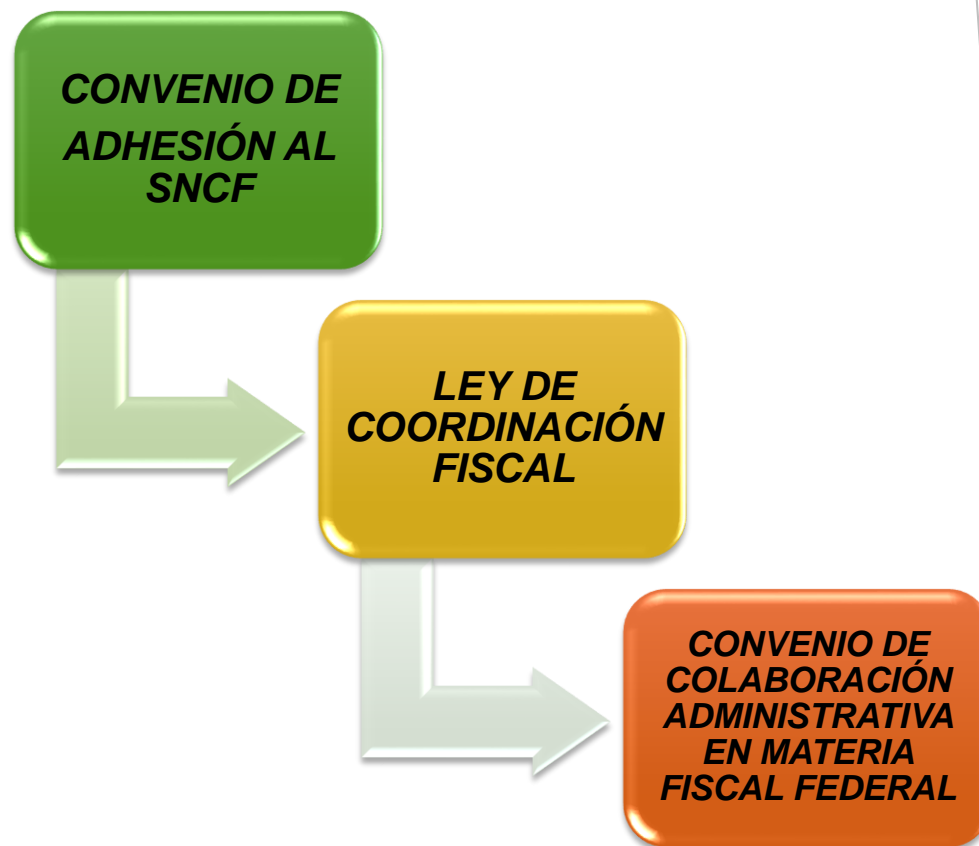 CONVENIO DE
ADHESIÓN AL
SNCF
LEY DE
COORDINACIÓN
FISCAL
CONVENIO DE
COLABORACIÓN
ADMINISTRATIVA
EN MATERIA
FISCAL FEDERAL